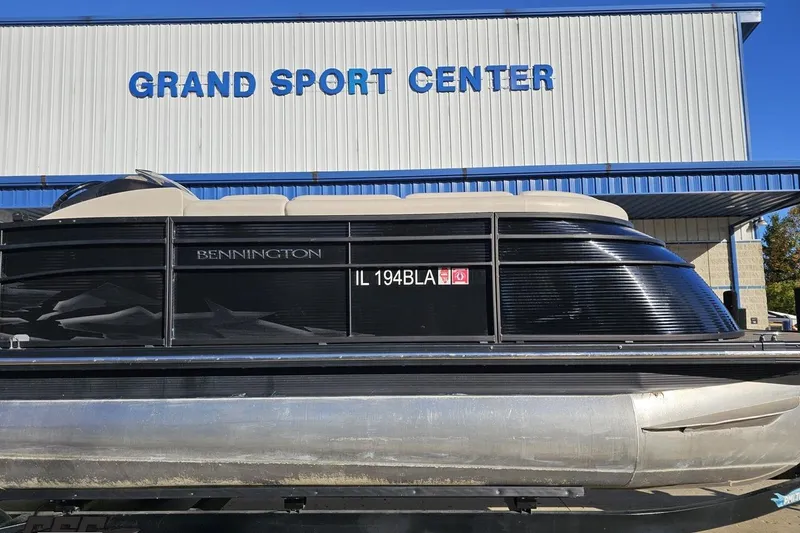 GRAND SPORT CENTER
BENNINGTON
IL 194BLA